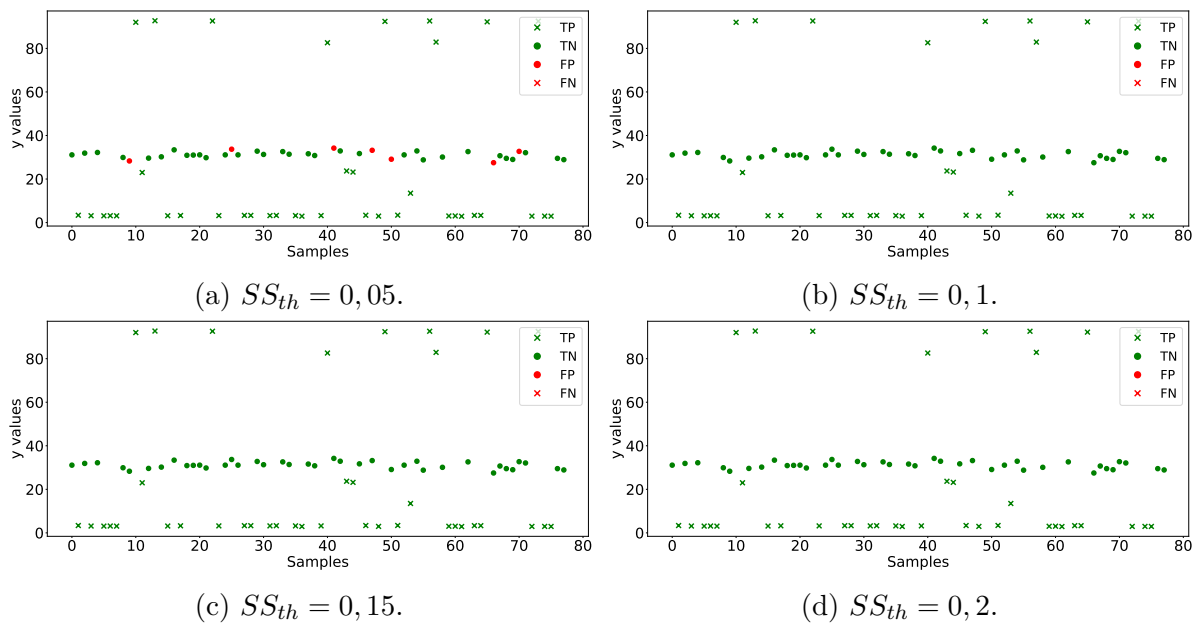 y values
80
60
40
20
0
0 10 20 30 40 50 60 70 80
Samples
TP
TN
FP
FN
(a) SS_th = 0, 05.
y values
80
60
40
20
0
0 10 20 30 40 50 60 70 80
Samples
TP
TN
FP
FN
(b) SS_th = 0, 1.
y values
80
60
40
20
0
0 10 20 30 40 50 60 70 80
Samples
TP
TN
FP
FN
(c) SS_th = 0, 15.
y values
80
60
40
20
0
0 10 20 30 40 50 60 70 80
Samples
TP
TN
FP
FN
(d) SS_th = 0, 2.